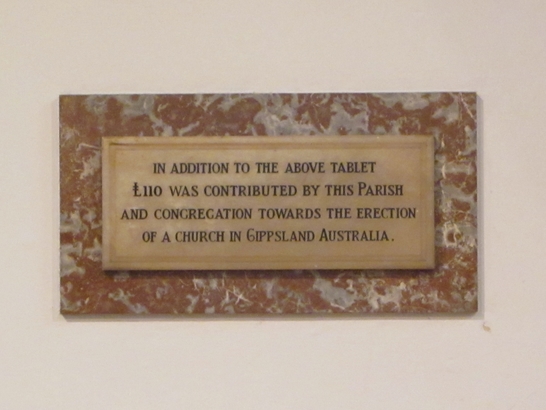 IN ADDITION TO THE ABOVE TABLET
£110 WAS CONTRIBUTED BY THIS PARISH
AND CONGREGATION TOWARDS THE ERECTION
OF A CHURCH IN GIPPSLAND AUSTRALIA.